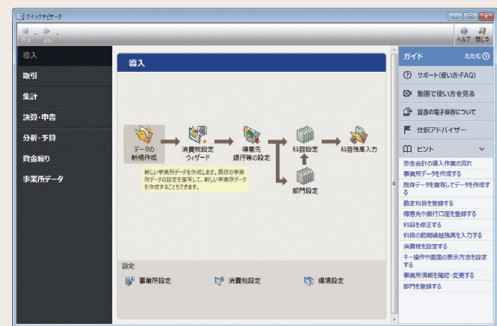 クイックナビゲータ
ヘルプ 閉じる
導入
取引
集計
決算・申告
分析・予算
資金繰り
事業所データ
導入
データの
新規作成
消費税設定
ウィザード
得意先
銀行等の設定
科目設定
科目残高入力
部門設定
新しい事業所データを作成します。既存の事業
所データの設定を複写して、新しい事業所データ
を作成することもできます。
設定
事業所設定
消費税設定
環境設定
ガイド たたむ
サポート(使い方・FAQ)
動画で使い方を見る
証憑の電子保存について
仕訳アドバイザー
ヒント
弥生会計の導入作業の流れ
事業所データを作成する
既存データを複写してデータを作成す
る
勘定科目を登録する
得意先や銀行口座を登録する
科目を修正する
科目の前期繰越残高を入力する
消費税を設定する
キー操作や画面の表示方法を設定
する
事業所情報を確認・変更する
部門を登録する